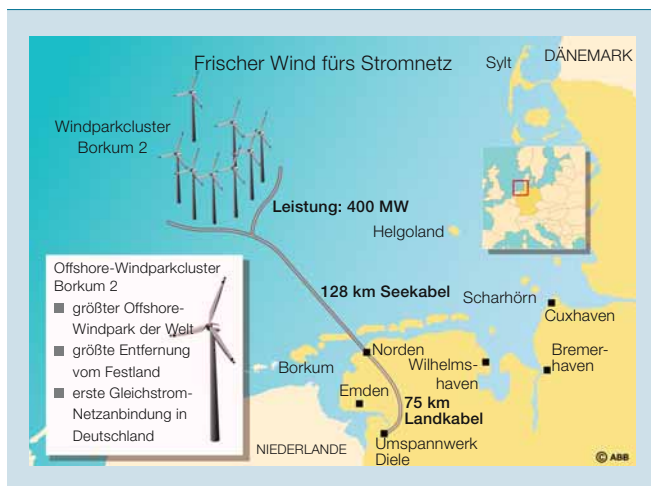 Frischer Wind fürs Stromnetz
Sylt
DÄNEMARK
Windparkcluster
Borkum 2
Leistung: 400 MW
Helgoland
Offshore-Windparkcluster
Borkum 2
größter Offshore-
Windpark der Welt
größte Entfernung
vom Festland
erste Gleichstrom-
Netzanbindung in
Deutschland
128 km Seekabel
Scharhörn
Cuxhaven
Norden
Borkum
Wilhelms-
haven
Bremer-
haven
Emden
75 km
Landkabel
NIEDERLANDE
Umspannwerk
Diele
© ABB